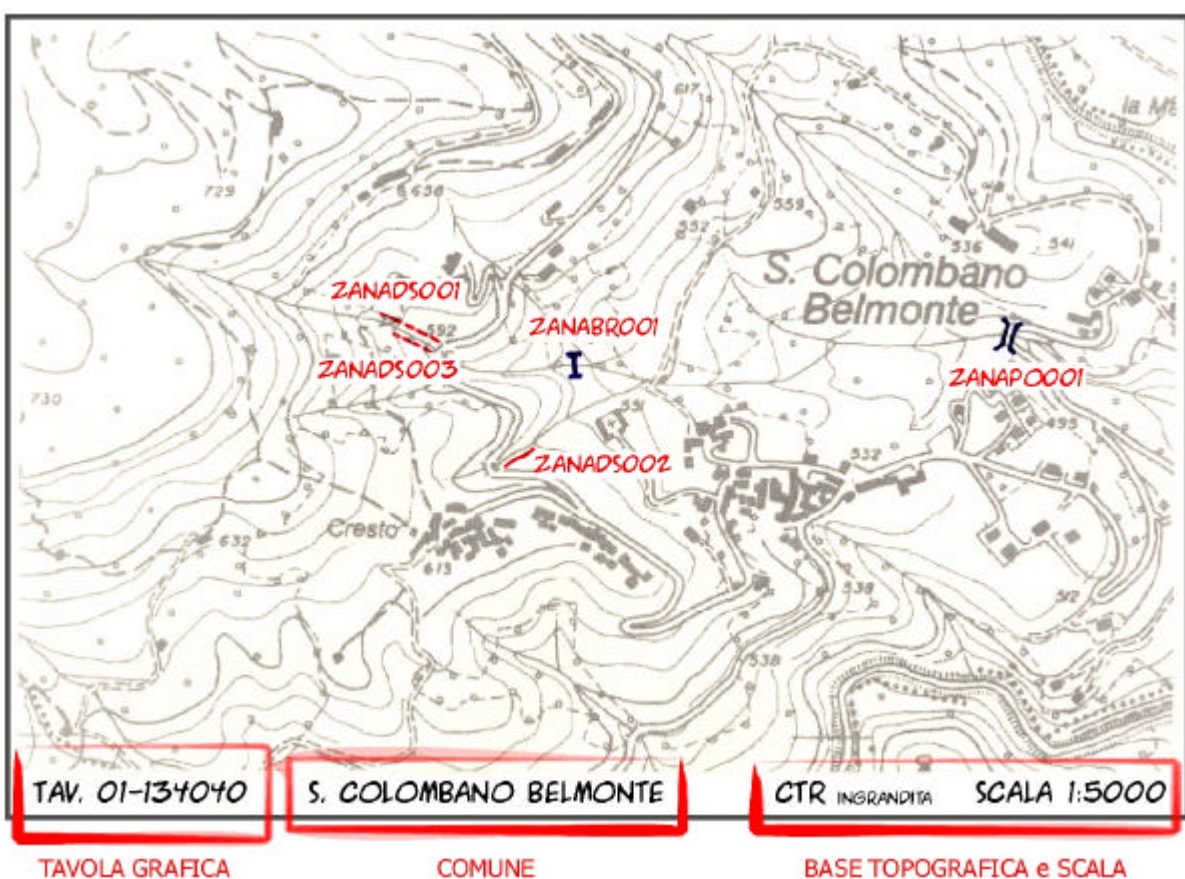 617
la M
729
638
559
552
536
541
S. Colombano
Belmonte
ZANADS001
592
ZANABR001
ZANADS003
ZANAPO001
730
551
495
ZANADS002
532
Cresto
632
613
538
512
538
TAV. 01-134040
S. COLOMBANO BELMONTE
CTR INGRANDITA SCALA 1:5000
TAVOLA GRAFICA
COMUNE
BASE TOPOGRAFICA e SCALA